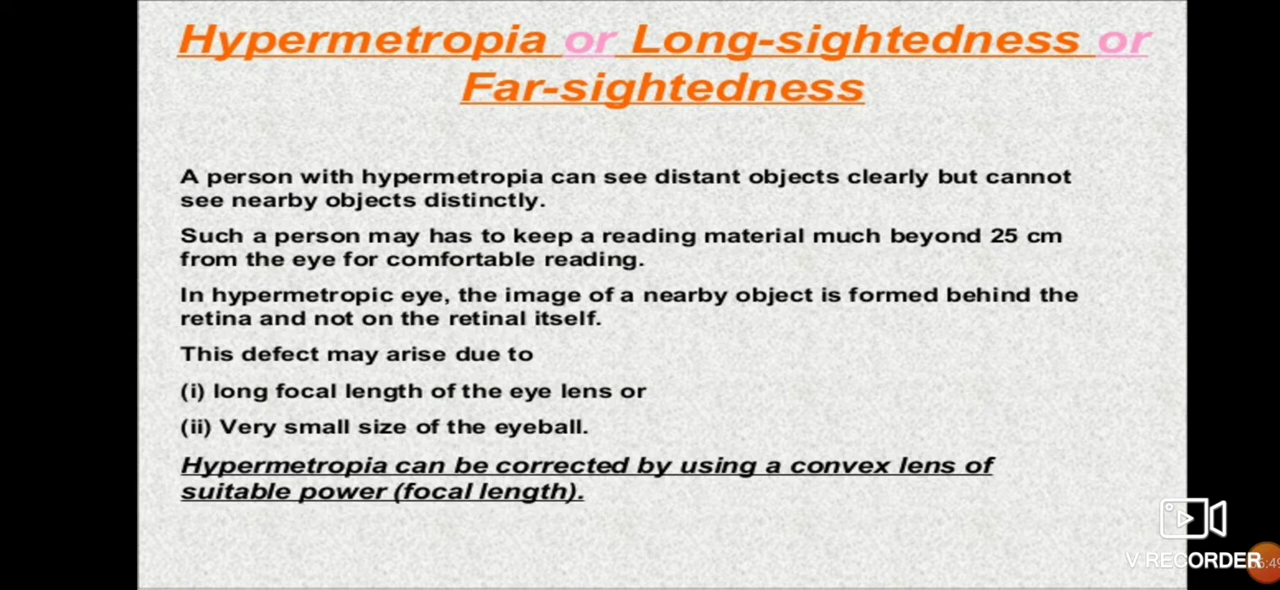 Hypermetropia or Long-sightedness or
Far-sightedness
A person with hypermetropia can see distant objects clearly but cannot
see nearby objects distinctly.
Such a person may has to keep a reading material much beyond 25 cm
from the eye for comfortable reading.
In hypermetropic eye, the image of a nearby object is formed behind the
retina and not on the retinal itself.
This defect may arise due to
(i) long focal length of the eye lens or
(ii) Very small size of the eyeball.
Hypermetropia can be corrected by using a convex lens of
suitable power (focal length).
V RECORDER